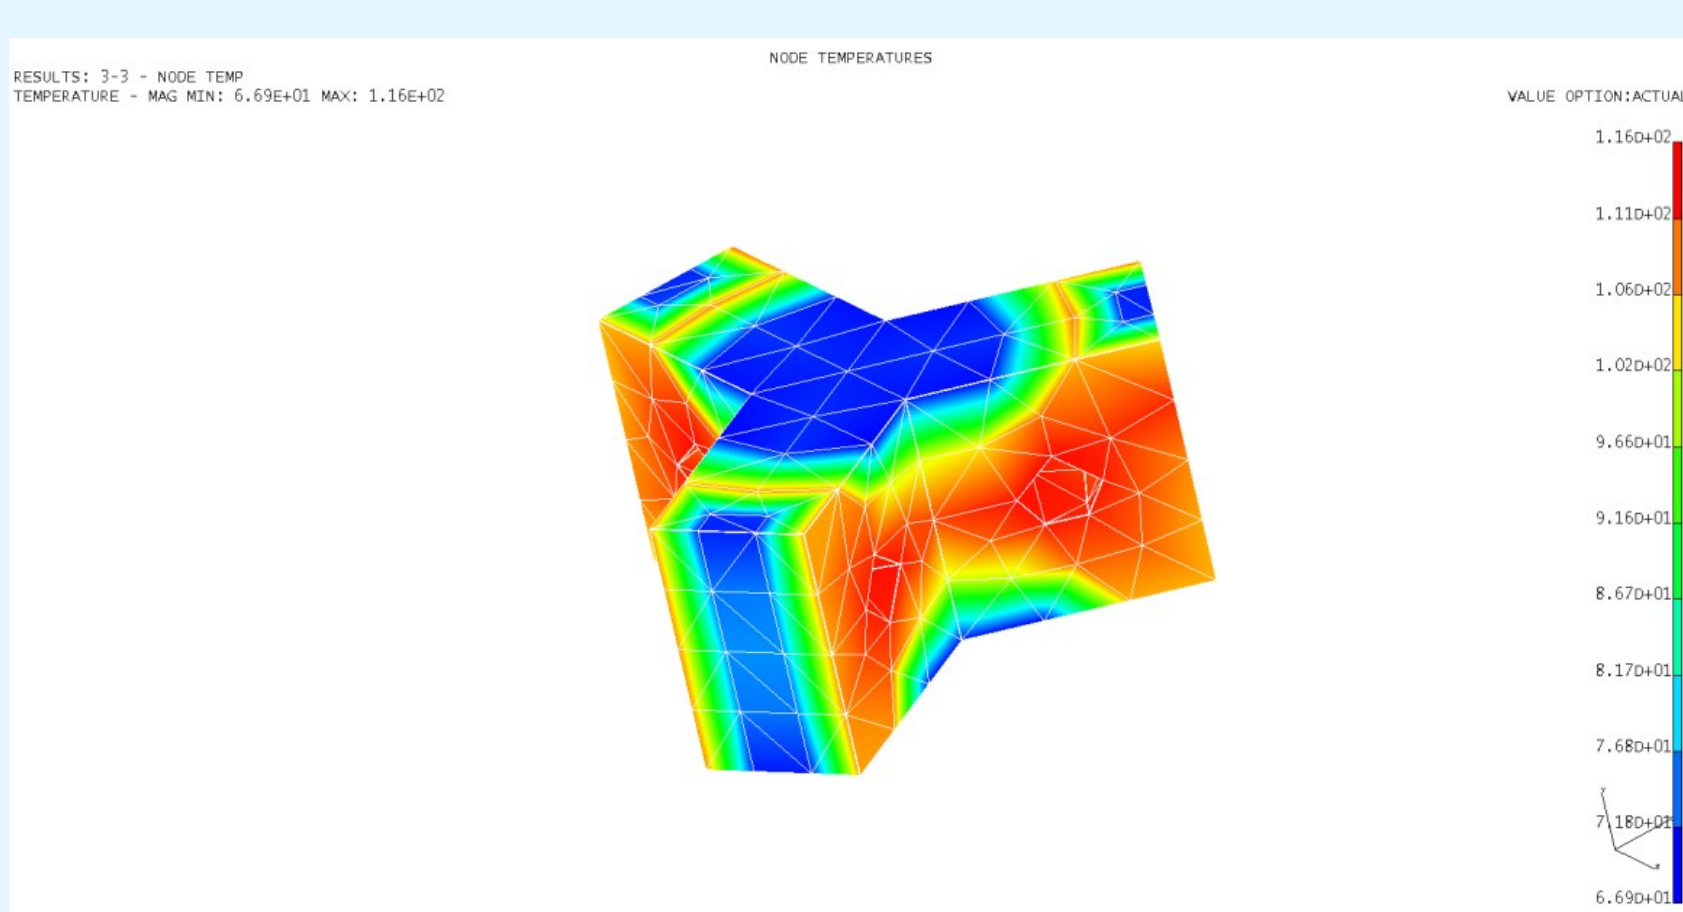 NODE TEMPERATURES
RESULTS: 3-3 - NODE TEMP
TEMPERATURE - MAG MIN: 6.69E+01 MAX: 1.16E+02
VALUE OPTION:ACTUAL
1.16D+02
1.11D+02
1.06D+02
1.02D+02
9.66D+01
9.16D+01
8.67D+01
8.17D+01
7.68D+01
Y
7.18D+01
6.69D+01